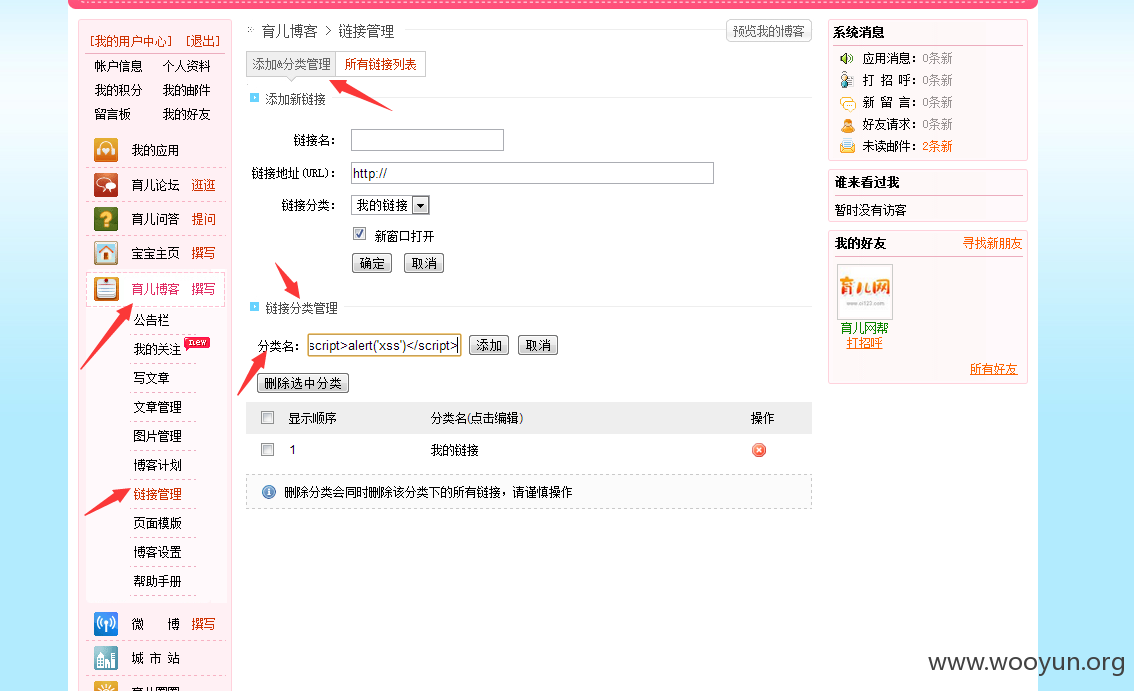 [我的用户中心] [退出]
帐户信息 个人资料
我的积分 我的邮件
留言板 我的好友
我的应用
育儿论坛 逛逛
育儿问答 提问
宝宝主页 撰写
育儿博客 撰写
公告栏
我的关注 new
写文章
文章管理
图片管理
博客计划
链接管理
页面模版
博客设置
帮助手册
微 博 撰写
城 市 站
育儿博客 > 链接管理 预览我的博客
添加&分类管理 所有链接列表
添加新链接
链接名:
链接地址(URL): http://
链接分类: 我的链接
新窗口打开
确定 取消
链接分类管理
分类名: script>alert('xss')</script> 添加 取消
删除选中分类
显示顺序 分类名(点击编辑) 操作
1 我的链接
删除分类会同时删除该分类下的所有链接，请谨慎操作
系统消息
应用消息: 0条新
打 招 呼: 0条新
新 留 言: 0条新
好友请求: 0条新
未读邮件: 2条新
谁来看过我
暂时没有访客
我的好友 寻找新朋友
育儿网
www.ci123.com
育儿网帮
打招呼
所有好友
www.wooyun.org